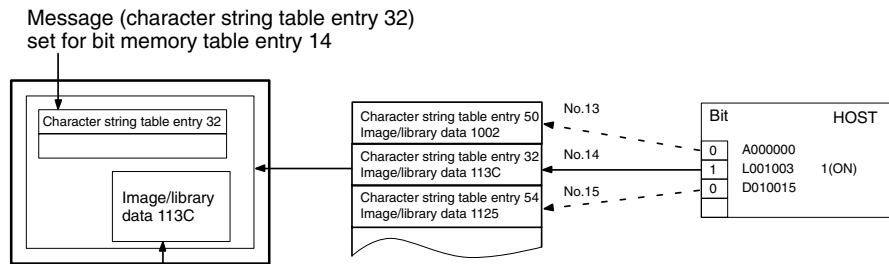 Message (character string table entry 32)
set for bit memory table entry 14
Character string table entry 32
Image/library
data 113C
Character string table entry 50
Image/library data 1002
Character string table entry 32
Image/library data 113C
Character string table entry 54
Image/library data 1125
No.13
No.14
No.15
Bit HOST
0 A000000
1 L001003 1(ON)
0 D010015